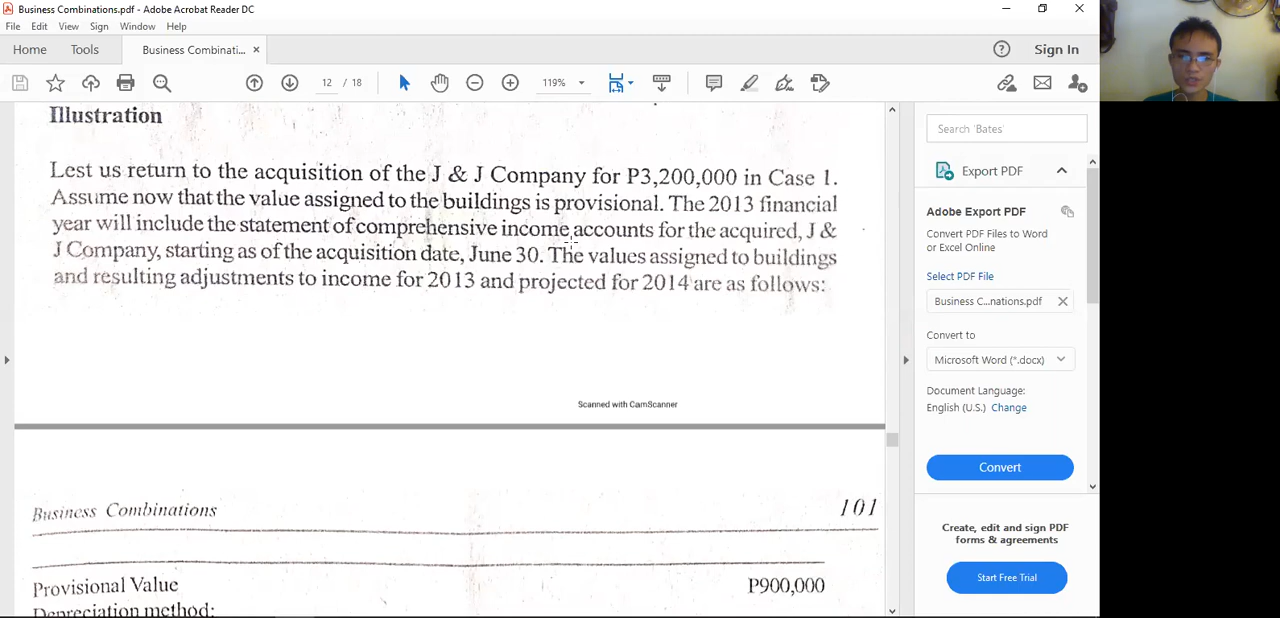 Business Combinations.pdf - Adobe Acrobat Reader DC
File Edit View Sign Window Help
Home Tools Business Combinati... ×
Sign In
12 / 18
119%
Illustration
Lest us return to the acquisition of the J & J Company for P3,200,000 in Case 1.
Assume now that the value assigned to the buildings is provisional. The 2013 financial
year will include the statement of comprehensive income accounts for the acquired, J &
J Company, starting as of the acquisition date, June 30. The values assigned to buildings
and resulting adjustments to income for 2013 and projected for 2014 are as follows:
Scanned with CamScanner
Business Combinations 101
Provisional Value P900,000
Depreciation method:
Search 'Bates'
Export PDF
Adobe Export PDF
Convert PDF Files to Word
or Excel Online
Select PDF File
Business C...nations.pdf
Convert to
Microsoft Word (*.docx)
Document Language:
English (U.S.) Change
Convert
Create, edit and sign PDF
forms & agreements
Start Free Trial